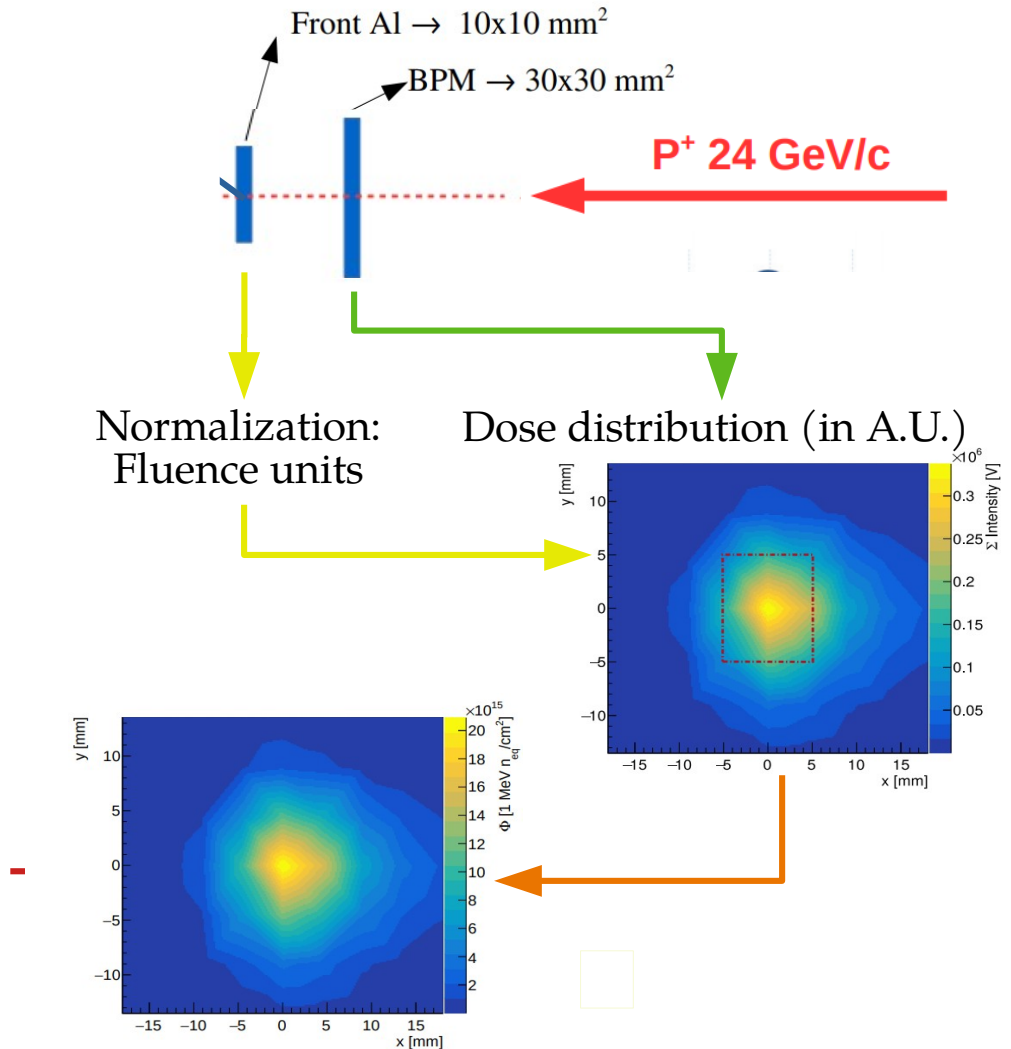 Front Al → 10x10 mm²
BPM → 30x30 mm²
P⁺ 24 GeV/c
Normalization:
Fluence units
Dose distribution (in A.U.)
×10⁶
y [mm]
10
5
0
−5
−10
−15 −10 −5 0 5 10 15
x [mm]
0.3
0.25
0.2
0.15
0.1
0.05
Σ Intensity [V]
×10¹⁵
y [mm]
10
5
0
−5
−10
−15 −10 −5 0 5 10 15
x [mm]
20
18
16
14
12
10
8
6
4
2
Φ [1 MeV n_eq/cm²]